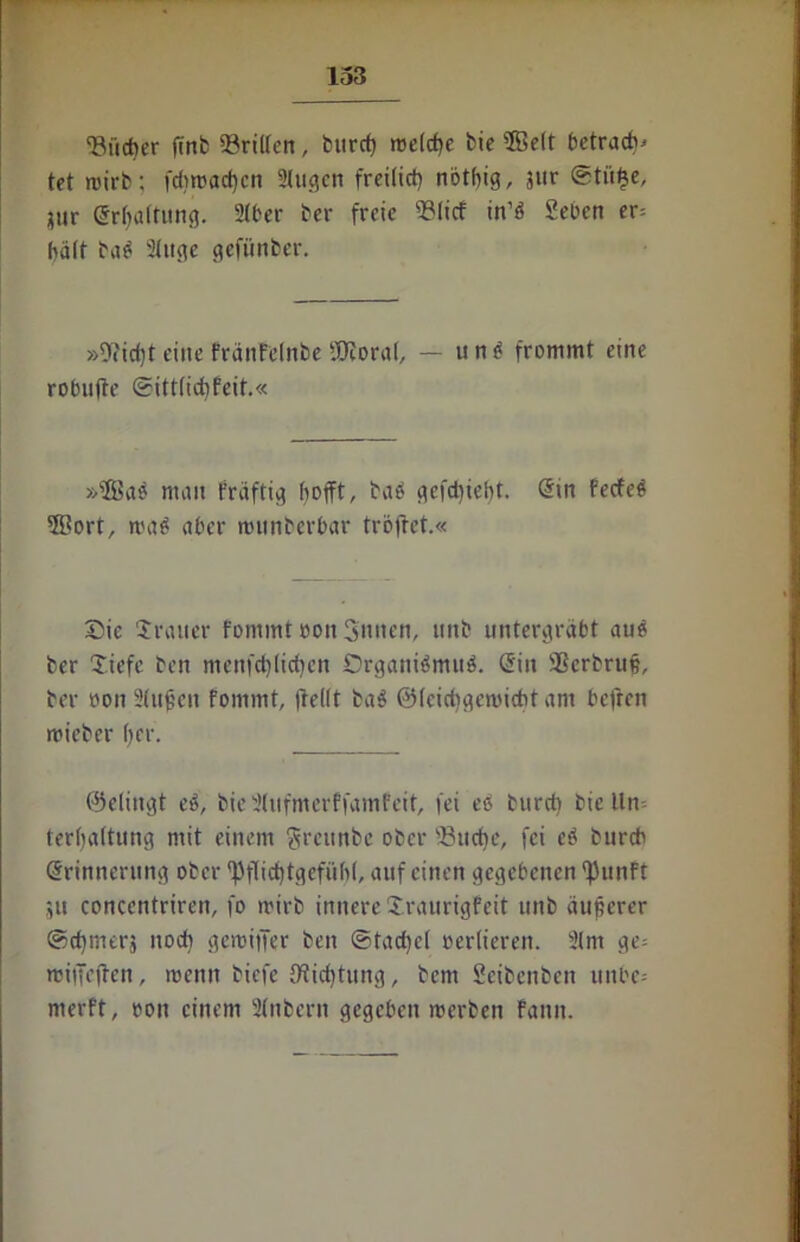 153
Bücher sind Brillen, durch welche die Welt betrach-
tet wird; schwachen Augen freilich nöthig, zur Stütze,
zur Erhaltung. Aber der freie Blick in's Leben er-
hält das Auge gesünder.
»Nicht eine kränkelnde Moral, — uns frommt eine
robuste Sittlichkeit.«
»Was man kräftig hofft, das geschieht. Ein keckes
Wort, was aber wunderbar tröstet.«
Die Trauer kommt von Innen, und untergräbt aus
der Tiefe den menschlichen Organismus. Ein Verdruß,
der von Außen kommt, stellt das Gleichgewicht am besten
wieder her.
Gelingt es, die Aufmerksamkeit, sei es durch die Un-
terhaltung mit einem Freunde oder Buche, sei es durch
Erinnerung oder Pflichtgefühl, auf einen gegebenen Punkt
zu concentriren, so wird innere Traurigkeit und äußerer
Schmerz noch gewisser den Stachel verlieren. Am ge-
wissesten, wenn diese Richtung, dem Leidenden unbe-
merkt, von einem Andern gegeben werden kann.